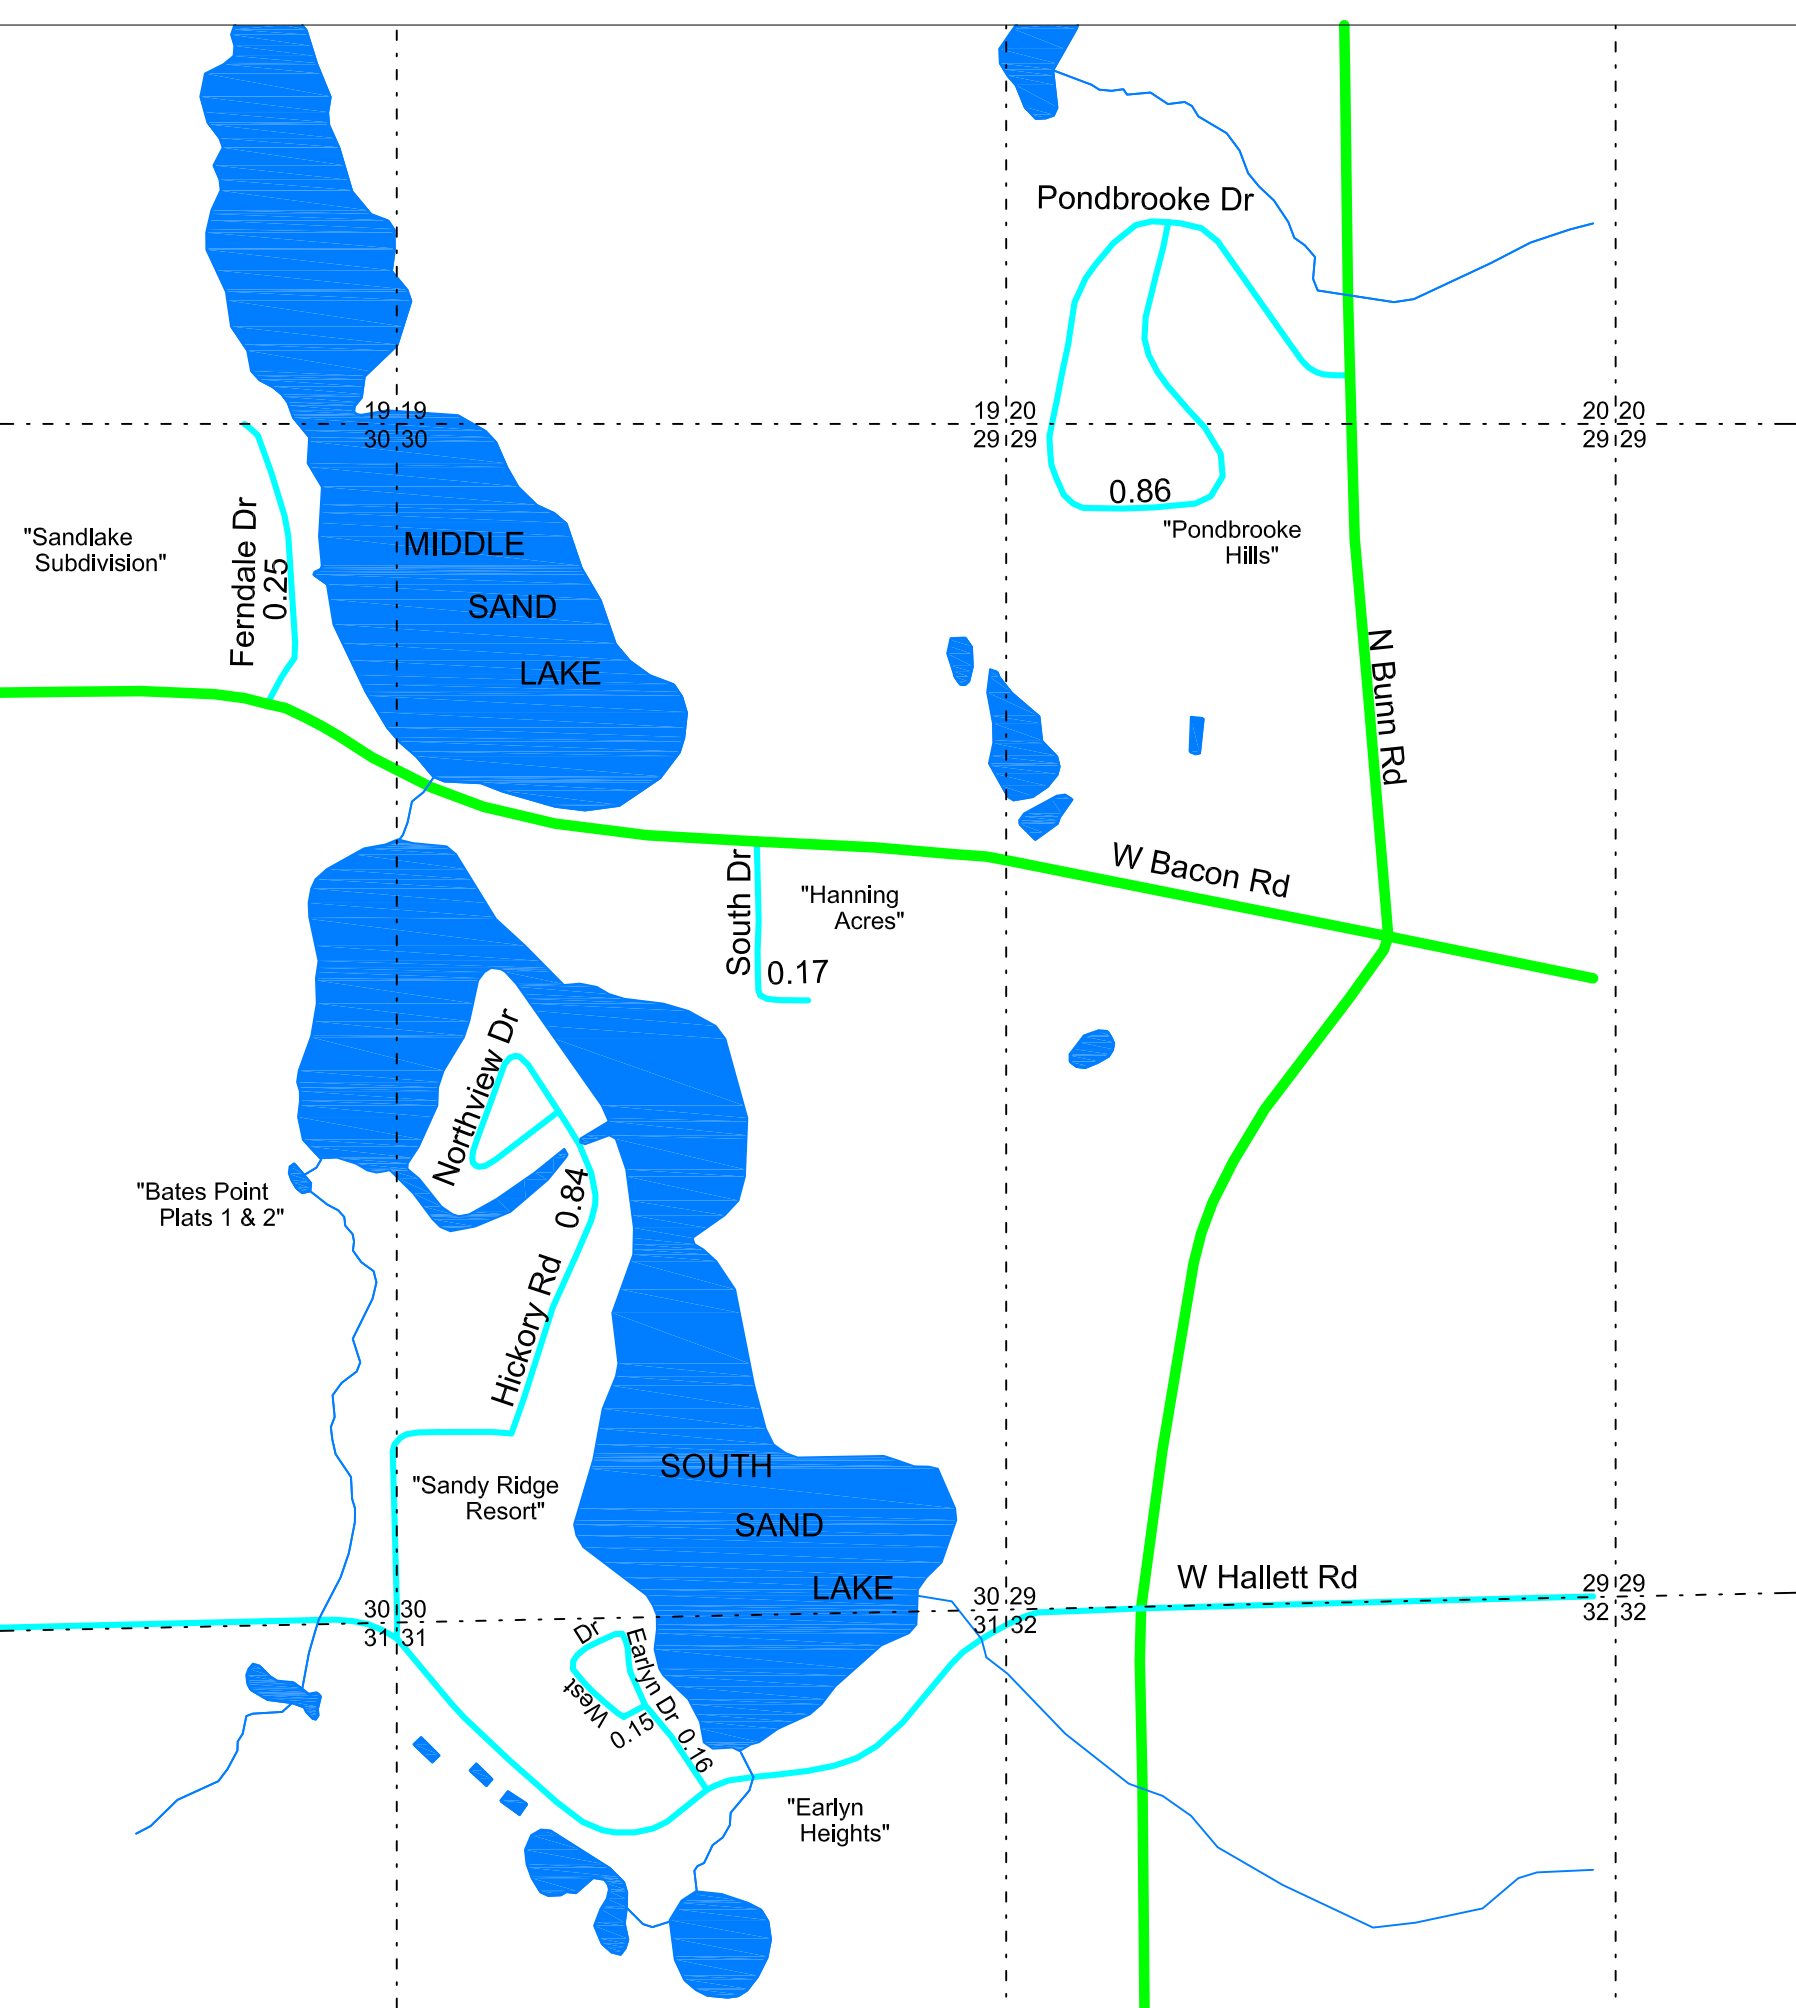 Pondbrooke Dr
19 19
30 30
19 20
29 29
20 20
29 29
0.86
"Sandlake
Subdivision"
Ferndale Dr
0.25
MIDDLE
SAND
LAKE
"Pondbrooke
Hills"
N Bunn Rd
W Bacon Rd
South Dr
0.17
"Hanning
Acres"
Northview Dr
"Bates Point
Plats 1 & 2"
0.84
Hickory Rd
"Sandy Ridge
Resort"
SOUTH
SAND
LAKE
W Hallett Rd
30 30
31 31
30 29
31 32
29 29
32 32
West Dr
0.15
Earlyn Dr 0.16
"Earlyn
Heights"